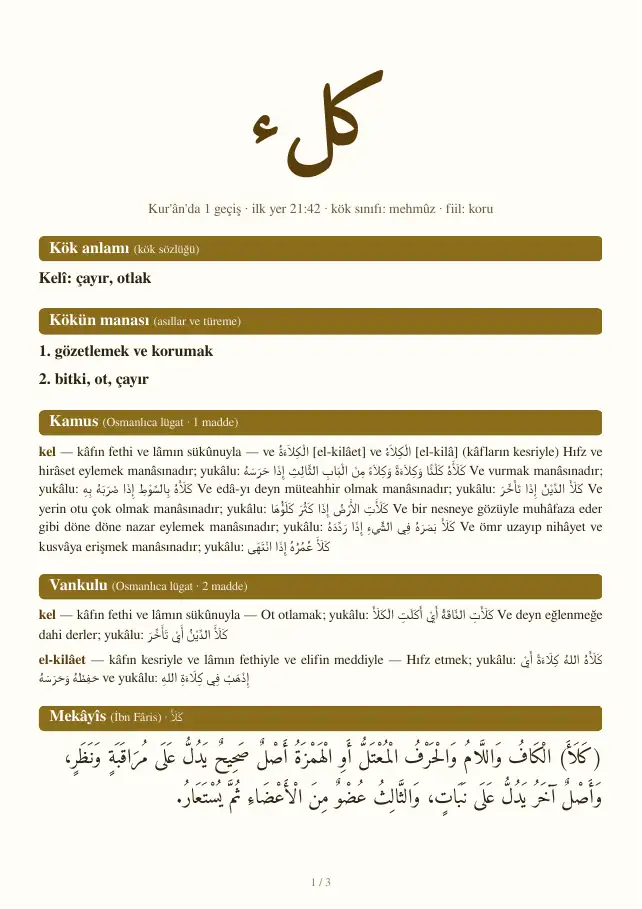 كلء
Kur'ân'da 1 geçiş · ilk yer 21:42 · kök sınıfı: mehmûz · fiil: koru
Kök anlamı (kök sözlüğü)
Kelî: çayır, otlak
Kökün manası (asıllar ve türeme)
1. gözetlemek ve korumak
2. bitki, ot, çayır
Kamus (Osmanlıca lügat · 1 madde)
kel — kâfın fethi ve lâmın sükûnuyla — ve الْكِلَاءَةُ [el-kilâet] ve الْكِلَاءُ [el-kilâ] (kâfların kesriyle) Hıfz ve
hirâset eylemek manâsınadır; yukâlu: كَلَأَهُ كَلْئًا وَكِلَاءَةً وَكِلَاءً مِنَ الْبَابِ الثَّالِثِ إِذَا حَرَسَهُ Ve vurmak manâsınadır;
yukâlu: كَلَأَهُ بِالسَّوْطِ إِذَا ضَرَبَهُ بِهِ Ve edâ-yı deyn müteahhir olmak manâsınadır; yukâlu: كَلَأَ الدَّيْنُ إِذَا تَأَخَّرَ Ve
yerin otu çok olmak manâsınadır; yukâlu: كَلَأَتِ الْأَرْضُ إِذَا كَثُرَ كَلَؤُهَا Ve bir nesneye gözüyle muhâfaza eder
gibi döne döne nazar eylemek manâsınadır; yukâlu: كَلَأَ بَصَرَهُ فِي الشَّيْءِ إِذَا رَدَّدَهُ Ve ömr uzayıp nihâyet ve
kusvâya erişmek manâsınadır; yukâlu: كَلَأَ عُمُرُهُ إِذَا انْتَهَى
Vankulu (Osmanlıca lügat · 2 madde)
kel — kâfın fethi ve lâmın sükûnuyla — Ot otlamak; yukâlu: كَلَأَتِ النَّاقَةُ أَيْ أَكَلَتِ الْكَلَأَ Ve deyn eğlenmeğe
dahi derler; yukâlu: كَلَأَ الدَّيْنُ أَيْ تَأَخَّرَ
el-kilâet — kâfın kesriyle ve lâmın fethiyle ve elifin meddiyle — Hıfz etmek; yukâlu: كَلَأَهُ اللهُ كِلَاءَةً أَيْ
حَفِظَهُ وَحَرَسَهُ ve yukâlu: إِذْهَبْ فِي كِلَاءَةِ اللهِ
Mekâyîs (İbn Fâris) · كَلَأَ
(كَلَأَ) الْكَافُ وَاللَّامُ وَالْحَرْفُ الْمُعْتَلُّ أَوِ الْهَمْزَةُ أَصْلٌ صَحِيحٌ يَدُلُّ عَلَى مُرَاقَبَةٍ وَنَظَرٍ،
وَأَصْلٌ آخَرُ يَدُلُّ عَلَى نَبَاتٍ، وَالثَّالِثُ عُضْوٌ مِنَ الْأَعْضَاءِ ثُمَّ يُسْتَعَارُ.
1 / 3